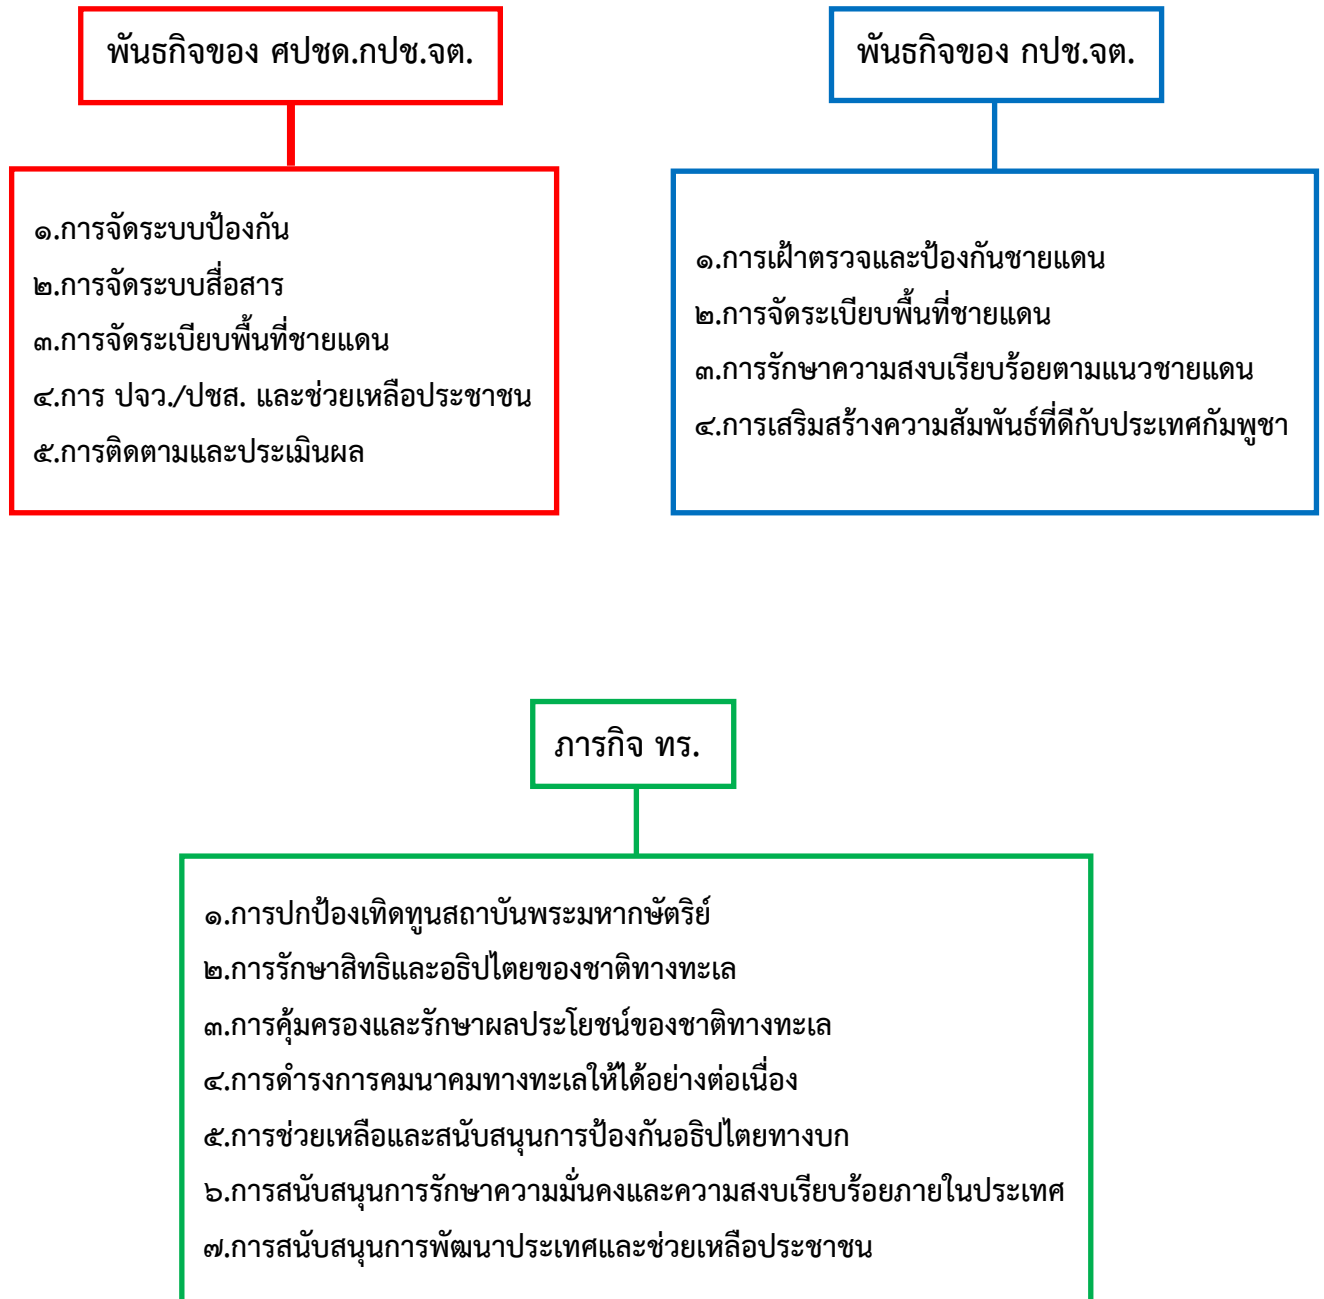 พันธกิจของ ศปชด.กปช.จต.
๑.การจัดระบบป้องกัน
๒.การจัดระบบสื่อสาร
๓.การจัดระเบียบพื้นที่ชายแดน
๔.การ ปจว./ปชส. และช่วยเหลือประชาชน
๕.การติดตามและประเมินผล
พันธกิจของ กปช.จต.
๑.การเฝ้าตรวจและป้องกันชายแดน
๒.การจัดระเบียบพื้นที่ชายแดน
๓.การรักษาความสงบเรียบร้อยตามแนวชายแดน
๔.การเสริมสร้างความสัมพันธ์ที่ดีกับประเทศกัมพูชา
ภารกิจ ทร.
๑.การปกป้องเทิดทูนสถาบันพระมหากษัตริย์
๒.การรักษาสิทธิและอธิปไตยของชาติทางทะเล
๓.การคุ้มครองและรักษาผลประโยชน์ของชาติทางทะเล
๔.การดำรงการคมนาคมทางทะเลให้ได้อย่างต่อเนื่อง
๕.การช่วยเหลือและสนับสนุนการป้องกันอธิปไตยทางบก
๖.การสนับสนุนการรักษาความมั่นคงและความสงบเรียบร้อยภายในประเทศ
๗.การสนับสนุนการพัฒนาประเทศและช่วยเหลือประชาชน